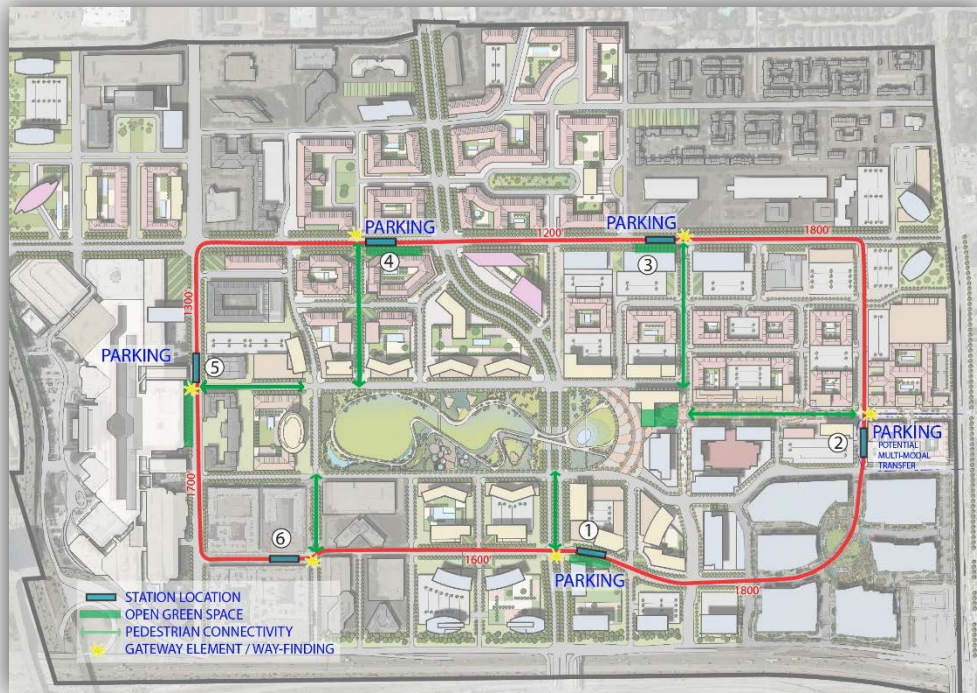 PARKING
PARKING
1200'
1800'
4
3
1300'
PARKING
5
2
PARKING
POTENTIAL
MULTI-MODAL
TRANSFER
1700'
1
6
1600'
PARKING
1800'
STATION LOCATION
OPEN GREEN SPACE
PEDESTRIAN CONNECTIVITY
GATEWAY ELEMENT / WAY-FINDING